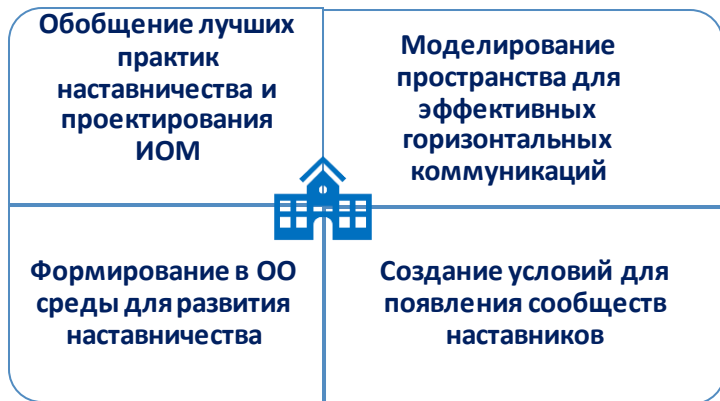 Обобщение лучших
практик
наставничества и
проектирования
ИОМ
Моделирование
пространства для
эффективных
горизонтальных
коммуникаций
Формирование в ОО
среды для развития
наставничества
Создание условий для
появления сообществ
наставников